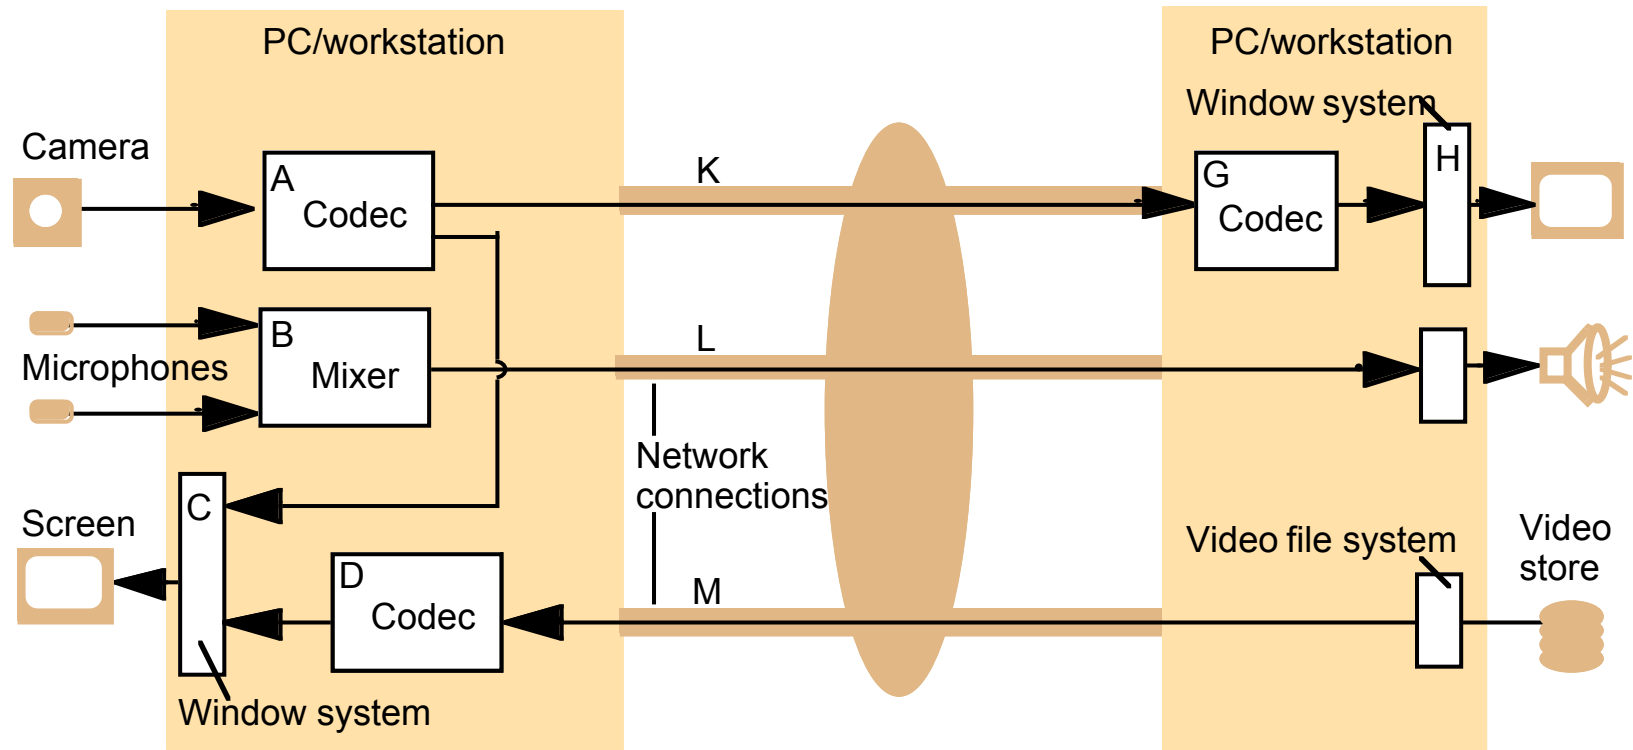 PC/workstation
PC/workstation
Window system
Camera
A
Codec
K
G
Codec
H
B
Mixer
L
Microphones
Network
connections
C
Screen
D
Codec
M
Video file system
Video
store
Window system